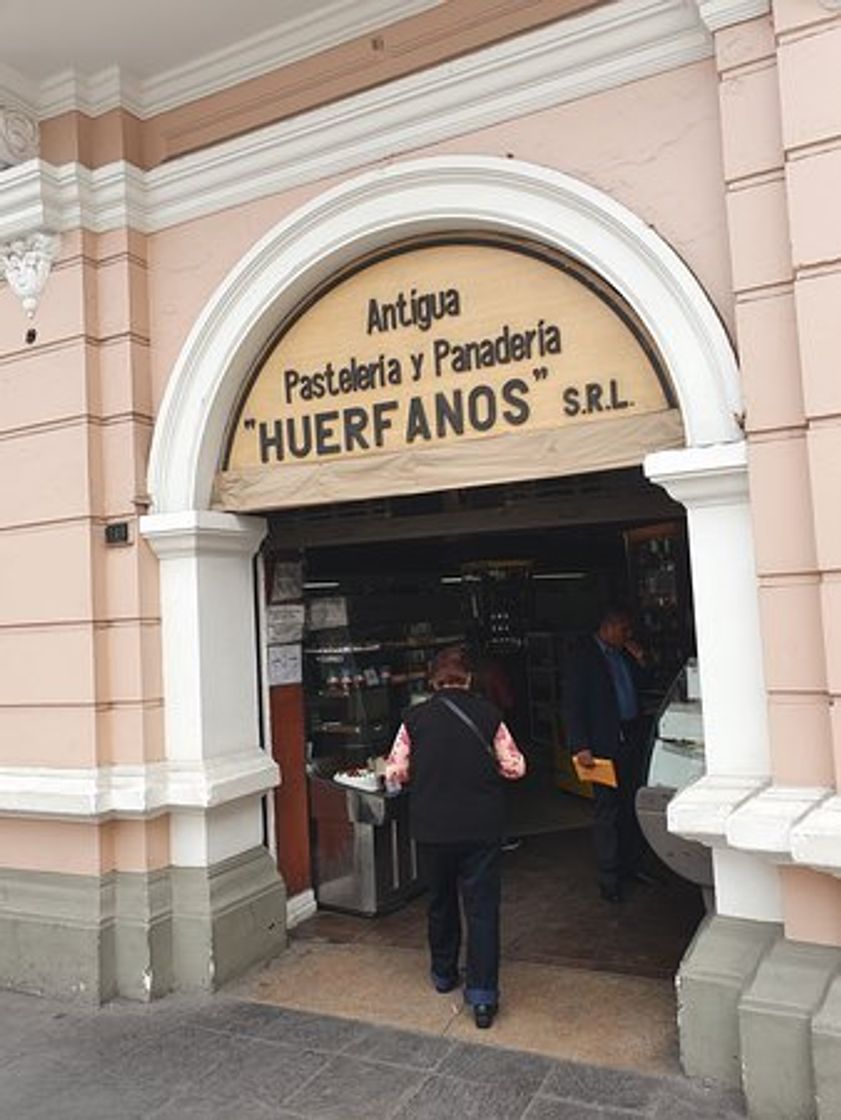 Antigua
Pastelería y Panadería
"HUERFANOS" S.R.L.